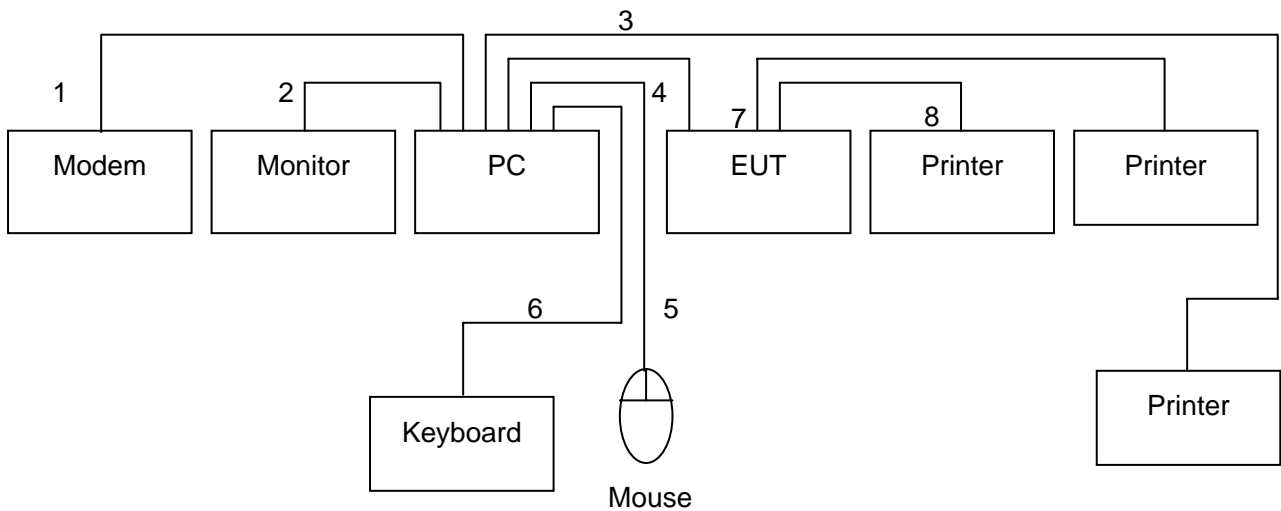 3
1
2
4
7
8
Modem
Monitor
PC
EUT
Printer
Printer
6
5
Keyboard
Printer
Mouse